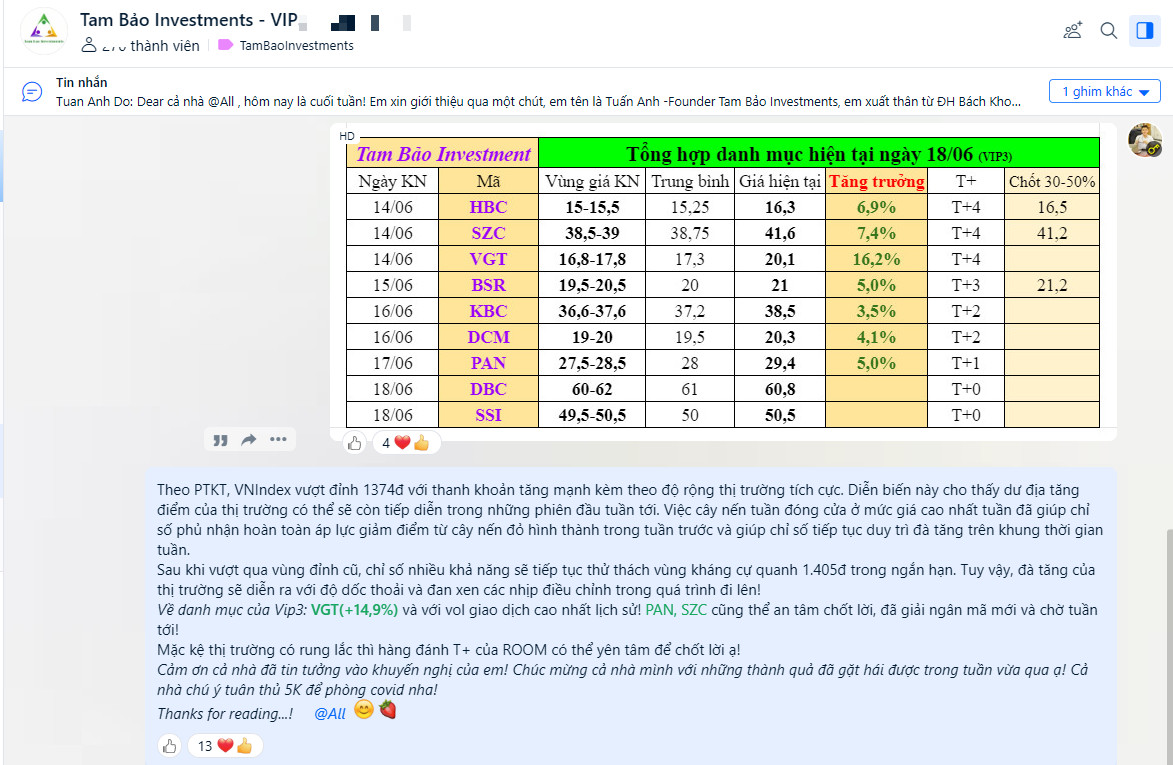 Tam Bảo Investments - VIP
thành viên TamBaoInvestments
Tin nhắn
Tuan Anh Do: Dear cả nhà @All , hôm nay là cuối tuần! Em xin giới thiệu qua một chút, em tên là Tuấn Anh -Founder Tam Bảo Investments, em xuất thân từ ĐH Bách Kho...
1 ghim khác
HD
Tam Bảo Investment Tổng hợp danh mục hiện tại ngày 18/06 (VIP3)
Ngày KN Mã Vùng giá KN Trung bình Giá hiện tại Tăng trưởng T+ Chốt 30-50%
14/06 HBC 15-15,5 15,25 16,3 6,9% T+4 16,5
14/06 SZC 38,5-39 38,75 41,6 7,4% T+4 41,2
14/06 VGT 16,8-17,8 17,3 20,1 16,2% T+4
15/06 BSR 19,5-20,5 20 21 5,0% T+3 21,2
16/06 KBC 36,6-37,6 37,2 38,5 3,5% T+2
16/06 DCM 19-20 19,5 20,3 4,1% T+2
17/06 PAN 27,5-28,5 28 29,4 5,0% T+1
18/06 DBC 60-62 61 60,8 T+0
18/06 SSI 49,5-50,5 50 50,5 T+0
4
Theo PTKT, VNIndex vượt đỉnh 1374đ với thanh khoản tăng mạnh kèm theo độ rộng thị trường tích cực. Diễn biến này cho thấy dư địa tăng
điểm của thị trường có thể sẽ còn tiếp diễn trong những phiên đầu tuần tới. Việc cây nến tuần đóng cửa ở mức giá cao nhất tuần đã giúp chỉ
số phủ nhận hoàn toàn áp lực giảm điểm từ cây nến đỏ hình thành trong tuần trước và giúp chỉ số tiếp tục duy trì đà tăng trên khung thời gian
tuần.
Sau khi vượt qua vùng đỉnh cũ, chỉ số nhiều khả năng sẽ tiếp tục thử thách vùng kháng cự quanh 1.405đ trong ngắn hạn. Tuy vậy, đà tăng của
thị trường sẽ diễn ra với độ dốc thoải và đan xen các nhịp điều chỉnh trong quá trình đi lên!
Về danh mục của Vip3: VGT(+14,9%) và với vol giao dịch cao nhất lịch sử! PAN, SZC cũng thể an tâm chốt lời, đã giải ngân mã mới và chờ tuần
tới!
Mặc kệ thị trường có rung lắc thì hàng đánh T+ của ROOM có thể yên tâm để chốt lời ạ!
Cảm ơn cả nhà đã tin tưởng vào khuyến nghị của em! Chúc mừng cả nhà mình với những thành quả đã gặt hái được trong tuần vừa qua ạ! Cả
nhà chú ý tuân thủ 5K để phòng covid nha!
Thanks for reading...! @All
13